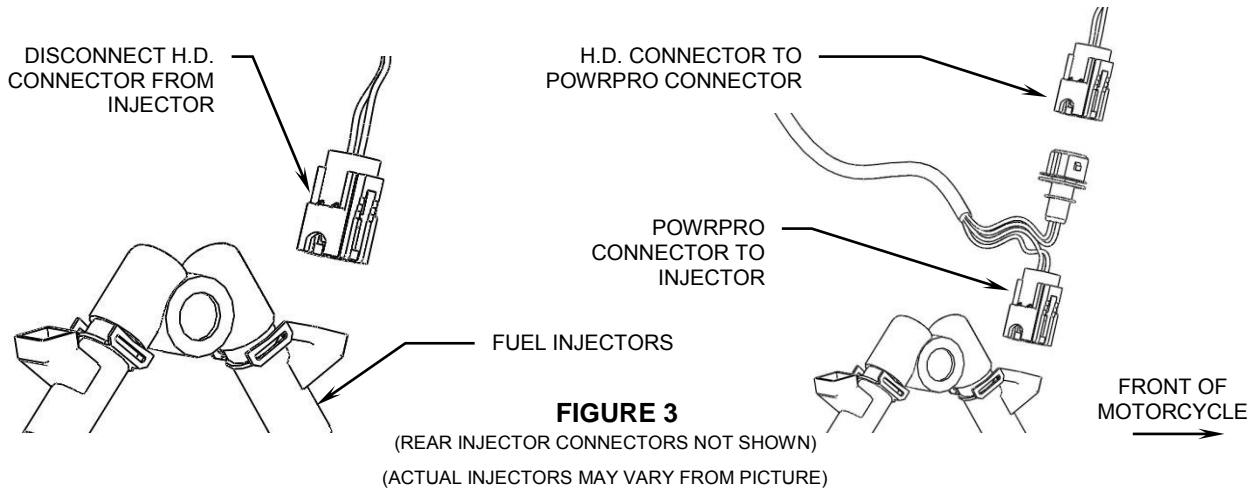 DISCONNECT H.D.
CONNECTOR FROM
INJECTOR
H.D. CONNECTOR TO
POWRPRO CONNECTOR
POWRPRO
CONNECTOR TO
INJECTOR
FUEL INJECTORS
FIGURE 3
(REAR INJECTOR CONNECTORS NOT SHOWN)
(ACTUAL INJECTORS MAY VARY FROM PICTURE)
FRONT OF
MOTORCYCLE